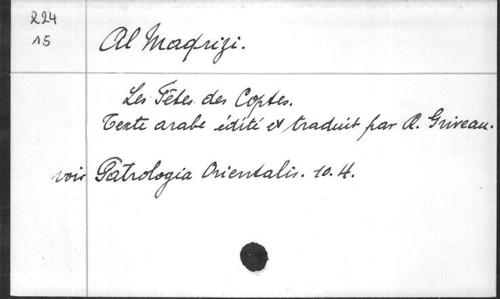 224
15
Al Maqrizi.
Les Fêtes des Coptes.
Texte arabe édité et traduit par R. Griveau.
voir Patrologia Orientalis. 10.4.